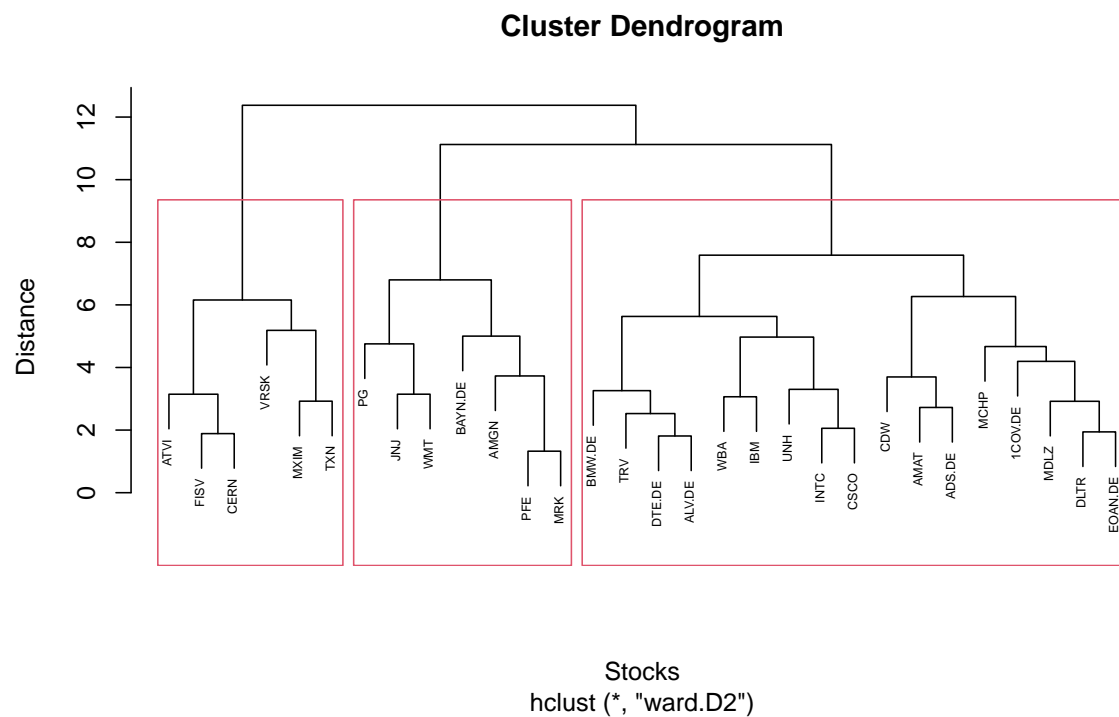 Cluster Dendrogram
Distance
0
2
4
6
8
10
12
ATVI
FISV
CERN
VRSK
MXIM
TXN
PG
JNJ
WMT
BAYN.DE
AMGN
PFE
MRK
BMW.DE
TRV
DTE.DE
ALV.DE
WBA
IBM
UNH
INTC
CSCO
CDW
AMAT
ADS.DE
MCHP
1COV.DE
MDLZ
DLTR
EOAN.DE
Stocks
hclust (*, "ward.D2")